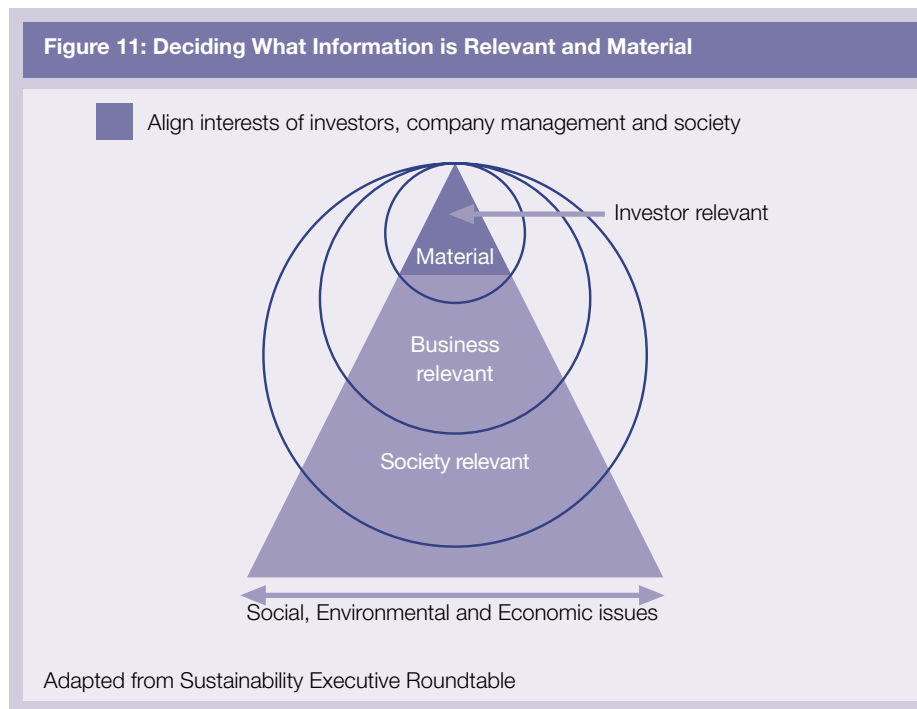 Figure 11: Deciding What Information is Relevant and Material
Align interests of investors, company management and society
Investor relevant
Material
Business
relevant
Society relevant
Social, Environmental and Economic issues
Adapted from Sustainability Executive Roundtable